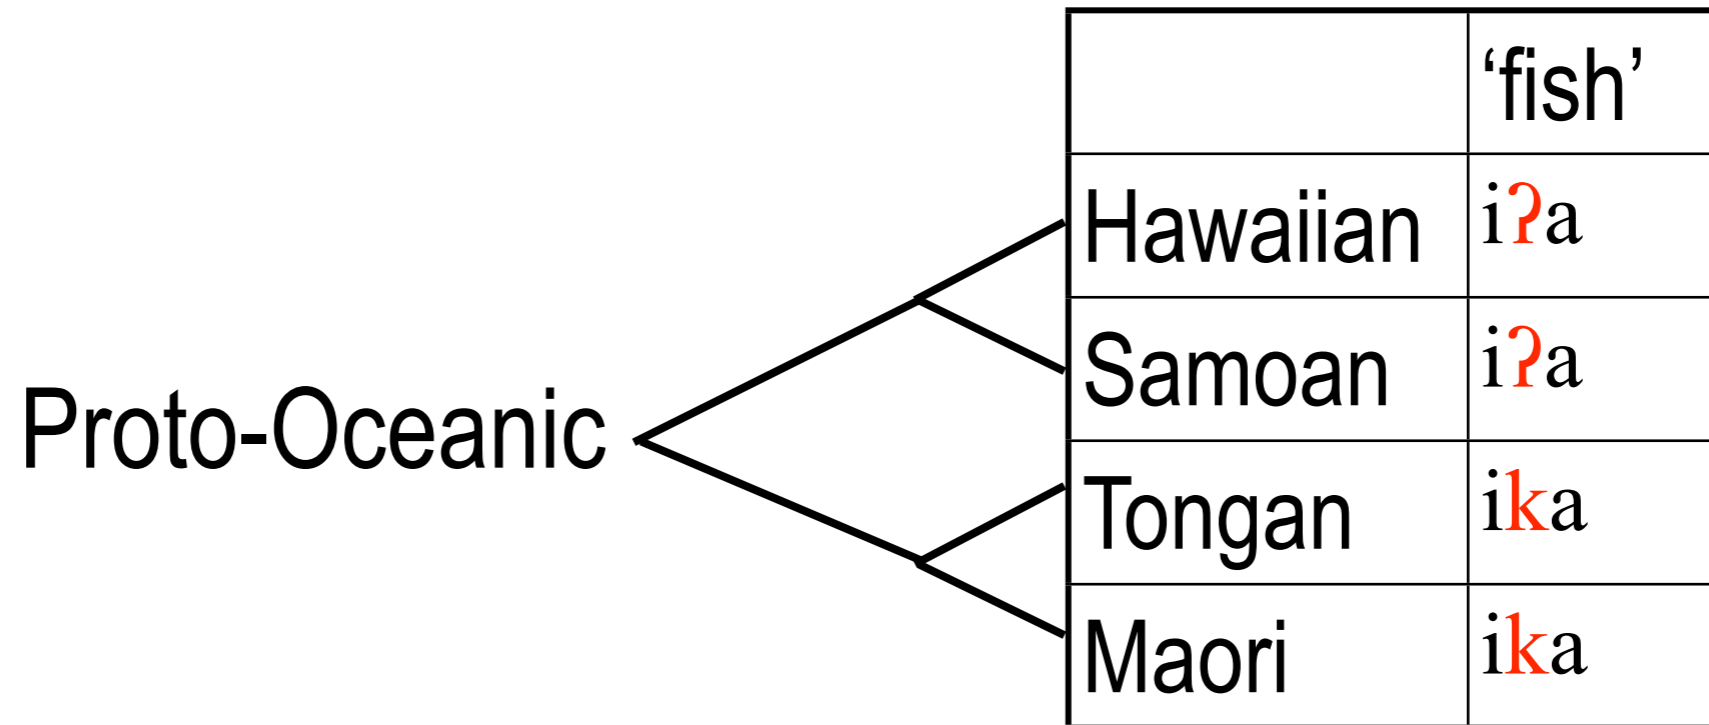 ‘fish’
Hawaiian iʔa
Samoan iʔa
Proto-Oceanic
Tongan ika
Maori ika